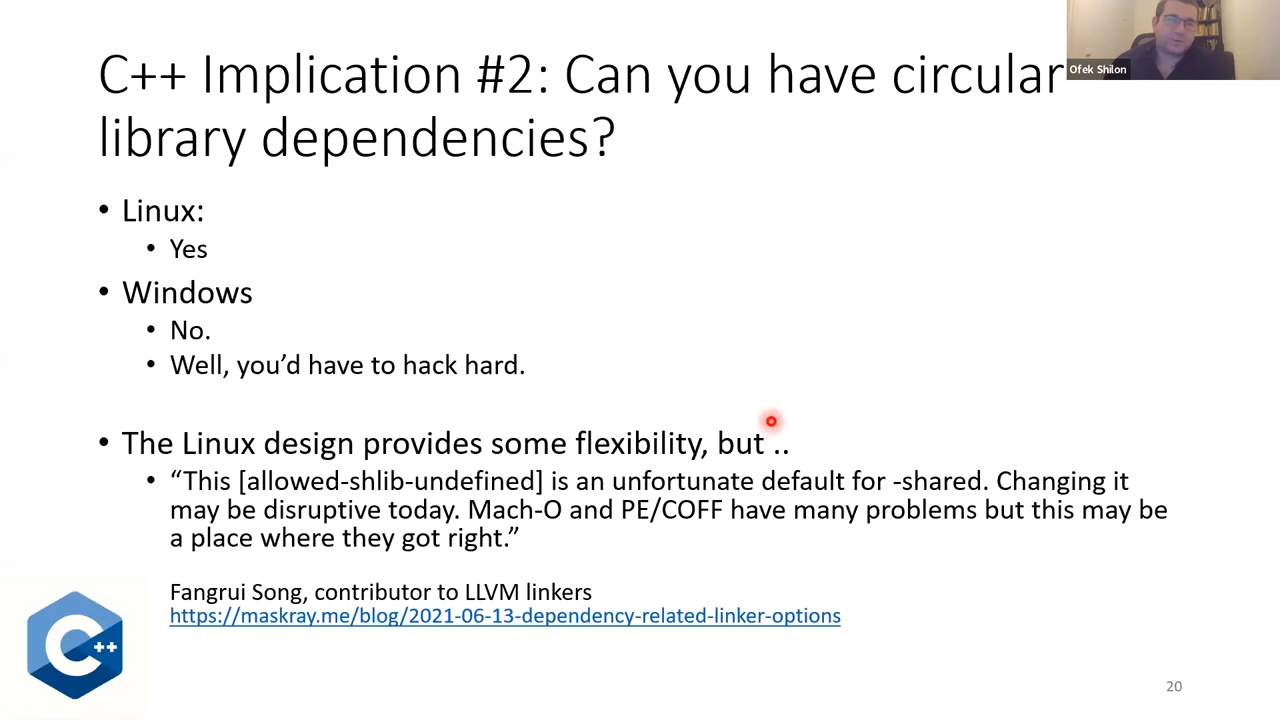 C++ Implication #2: Can you have circular
library dependencies?
Ofek Shilon
• Linux:
• Yes
• Windows
• No.
• Well, you’d have to hack hard.
• The Linux design provides some flexibility, but ..
• “This [allowed-shlib-undefined] is an unfortunate default for -shared. Changing it
may be disruptive today. Mach-O and PE/COFF have many problems but this may be
a place where they got right.”
Fangrui Song, contributor to LLVM linkers
https://maskray.me/blog/2021-06-13-dependency-related-linker-options
C++
20